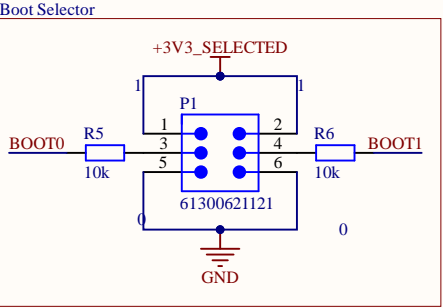 Boot Selector
+3V3_SELECTED
1
1
P1
1
2
BOOT0
R5
3
4
R6
BOOT1
10k
5
6
10k
61300621121
0
0
GND